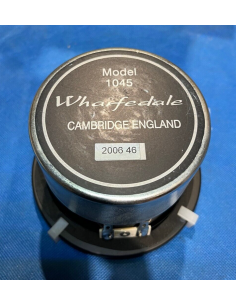 Model
1045
Wharfedale
CAMBRIDGE ENGLAND
2006 46